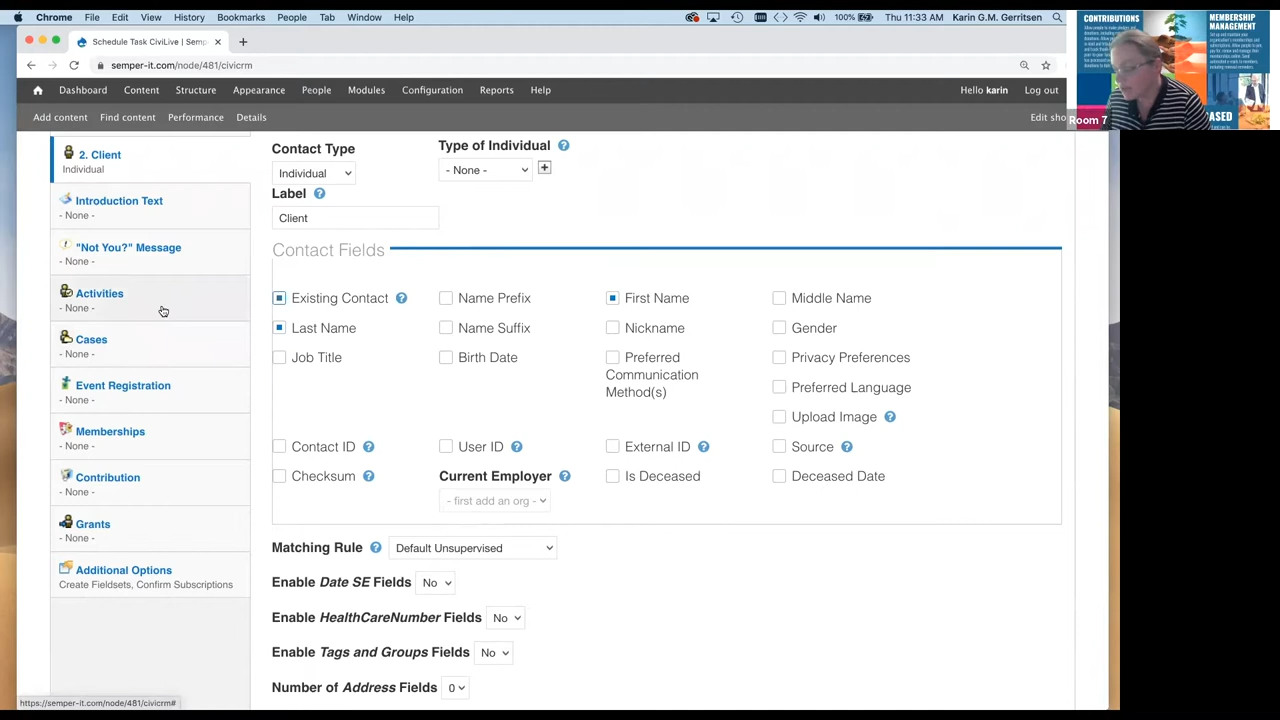 Chrome File Edit View History Bookmarks People Tab Window Help 100% Thu 11:33 AM Karin G.M. Gerritsen
Schedule Task CiviLive | Semp
semper-it.com/node/481/civicrm
Dashboard Content Structure Appearance People Modules Configuration Reports Help Hello karin Log out
Add content Find content Performance Details Edit sho
CONTRIBUTIONS
MEMBERSHIP
MANAGEMENT
Room 7
2. Client
Individual
Introduction Text
- None -
"Not You?" Message
- None -
Activities
- None -
Cases
- None -
Event Registration
- None -
Memberships
- None -
Contribution
- None -
Grants
- None -
Additional Options
Create Fieldsets, Confirm Subscriptions
Contact Type Type of Individual
Individual - None -
Label
Client
Contact Fields
Existing Contact Name Prefix First Name Middle Name
Last Name Name Suffix Nickname Gender
Job Title Birth Date Preferred Communication Method(s) Privacy Preferences
Preferred Language
Upload Image
Contact ID User ID External ID Source
Checksum Current Employer Is Deceased Deceased Date
- first add an org -
Matching Rule Default Unsupervised
Enable Date SE Fields No
Enable HealthCareNumber Fields No
Enable Tags and Groups Fields No
Number of Address Fields 0
https://semper-it.com/node/481/civicrm#